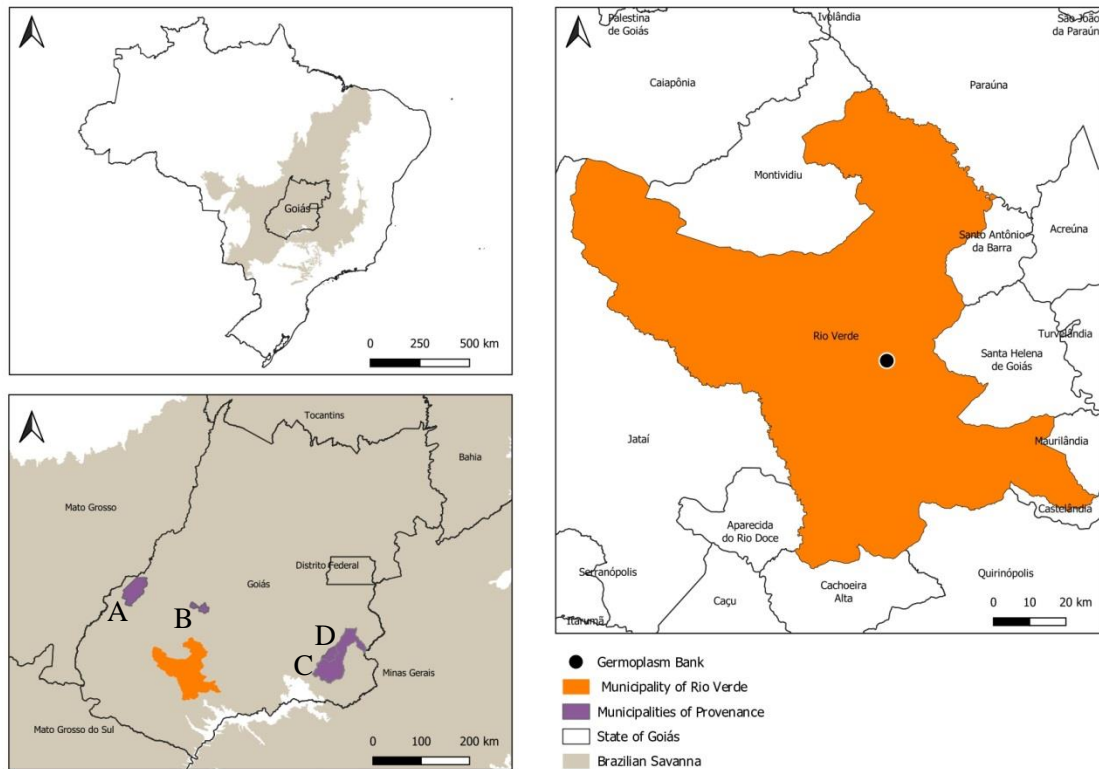 Goiás
0 250 500 km
Tocantins
Bahia
Mato Grosso
Distrito Federal
Goiás
A
B
D
C
Minas Gerais
Mato Grosso do Sul
0 100 200 km
Palestina
de Goiás
Ivolândia
São João
da Paraún
Caiapônia
Paraúna
Montividiu
Santo Antônio
da Barra
Acreúna
Rio Verde
Turvelândia
Santa Helena
de Goiás
Jataí
Maurilândia
Castelândia
Aparecida
do Rio Doce
Serranópolis
Cachoeira
Alta
Quirinópolis
Caçu
Itarumã
0 10 20 km
Germoplasm Bank
Municipality of Rio Verde
Municipalities of Provenance
State of Goiás
Brazilian Savanna